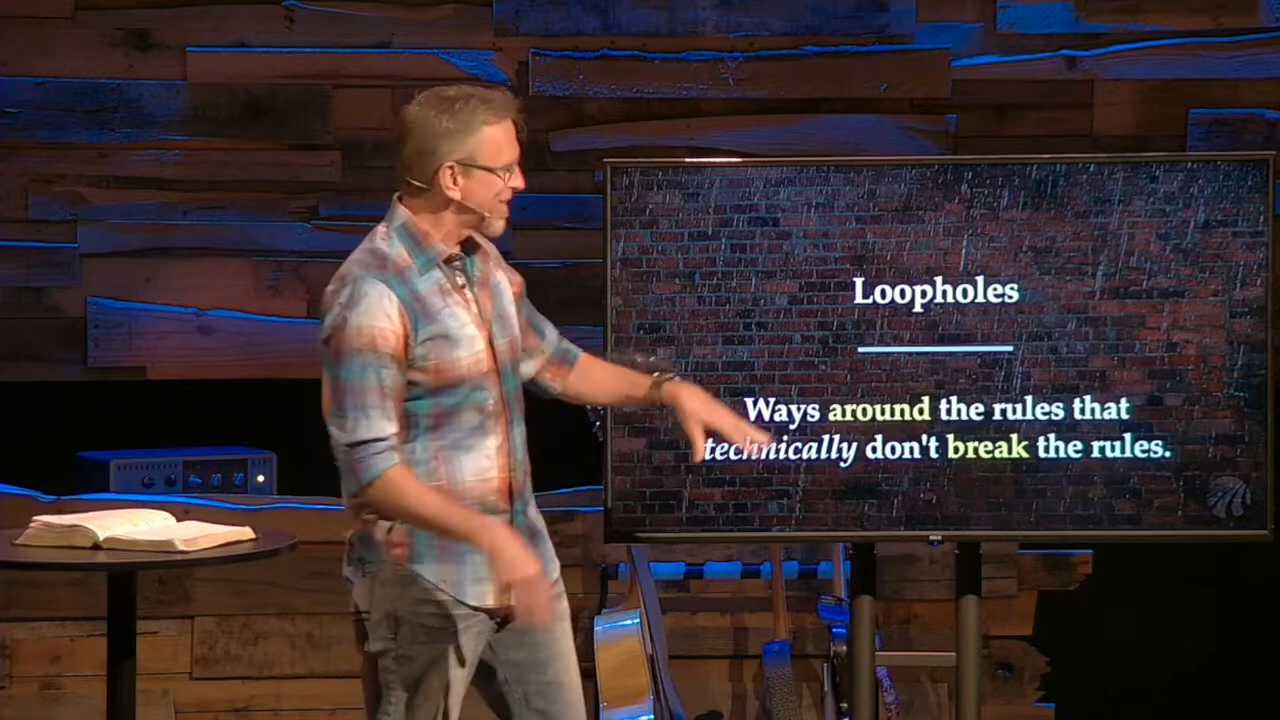 Loopholes
Ways around the rules that
technically don't break the rules.